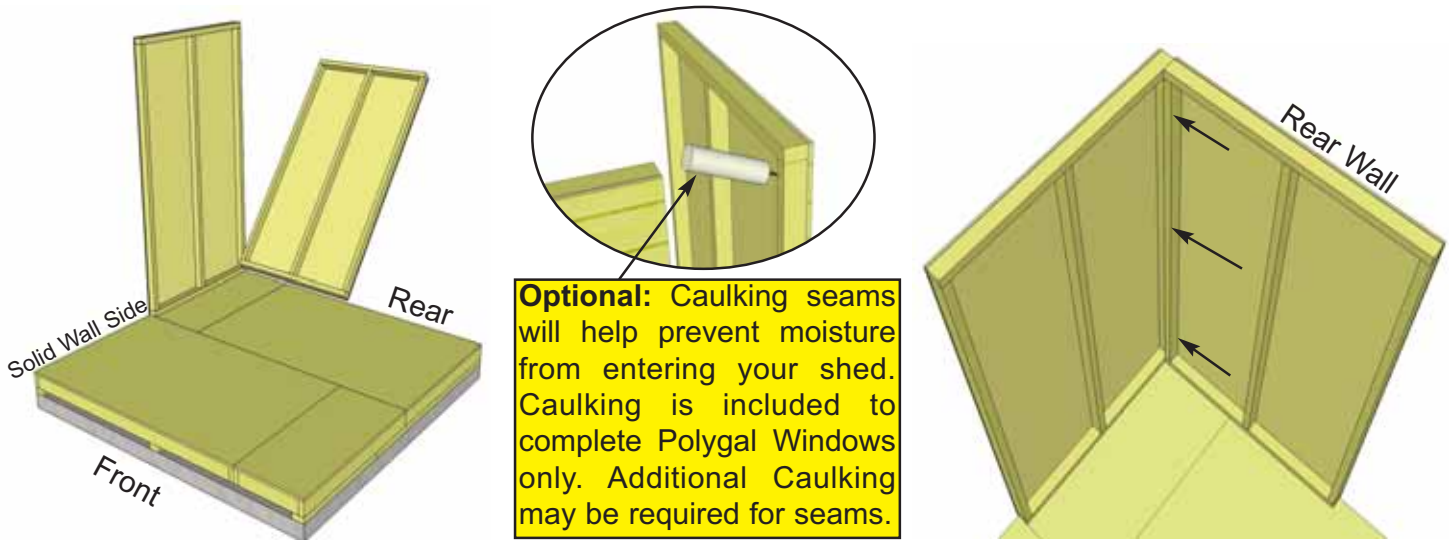 Solid Wall Side
Rear
Front
Optional: Caulking seams
will help prevent moisture
from entering your shed.
Caulking is included to
complete Polygal Windows
only. Additional Caulking
may be required for seams.
Rear Wall